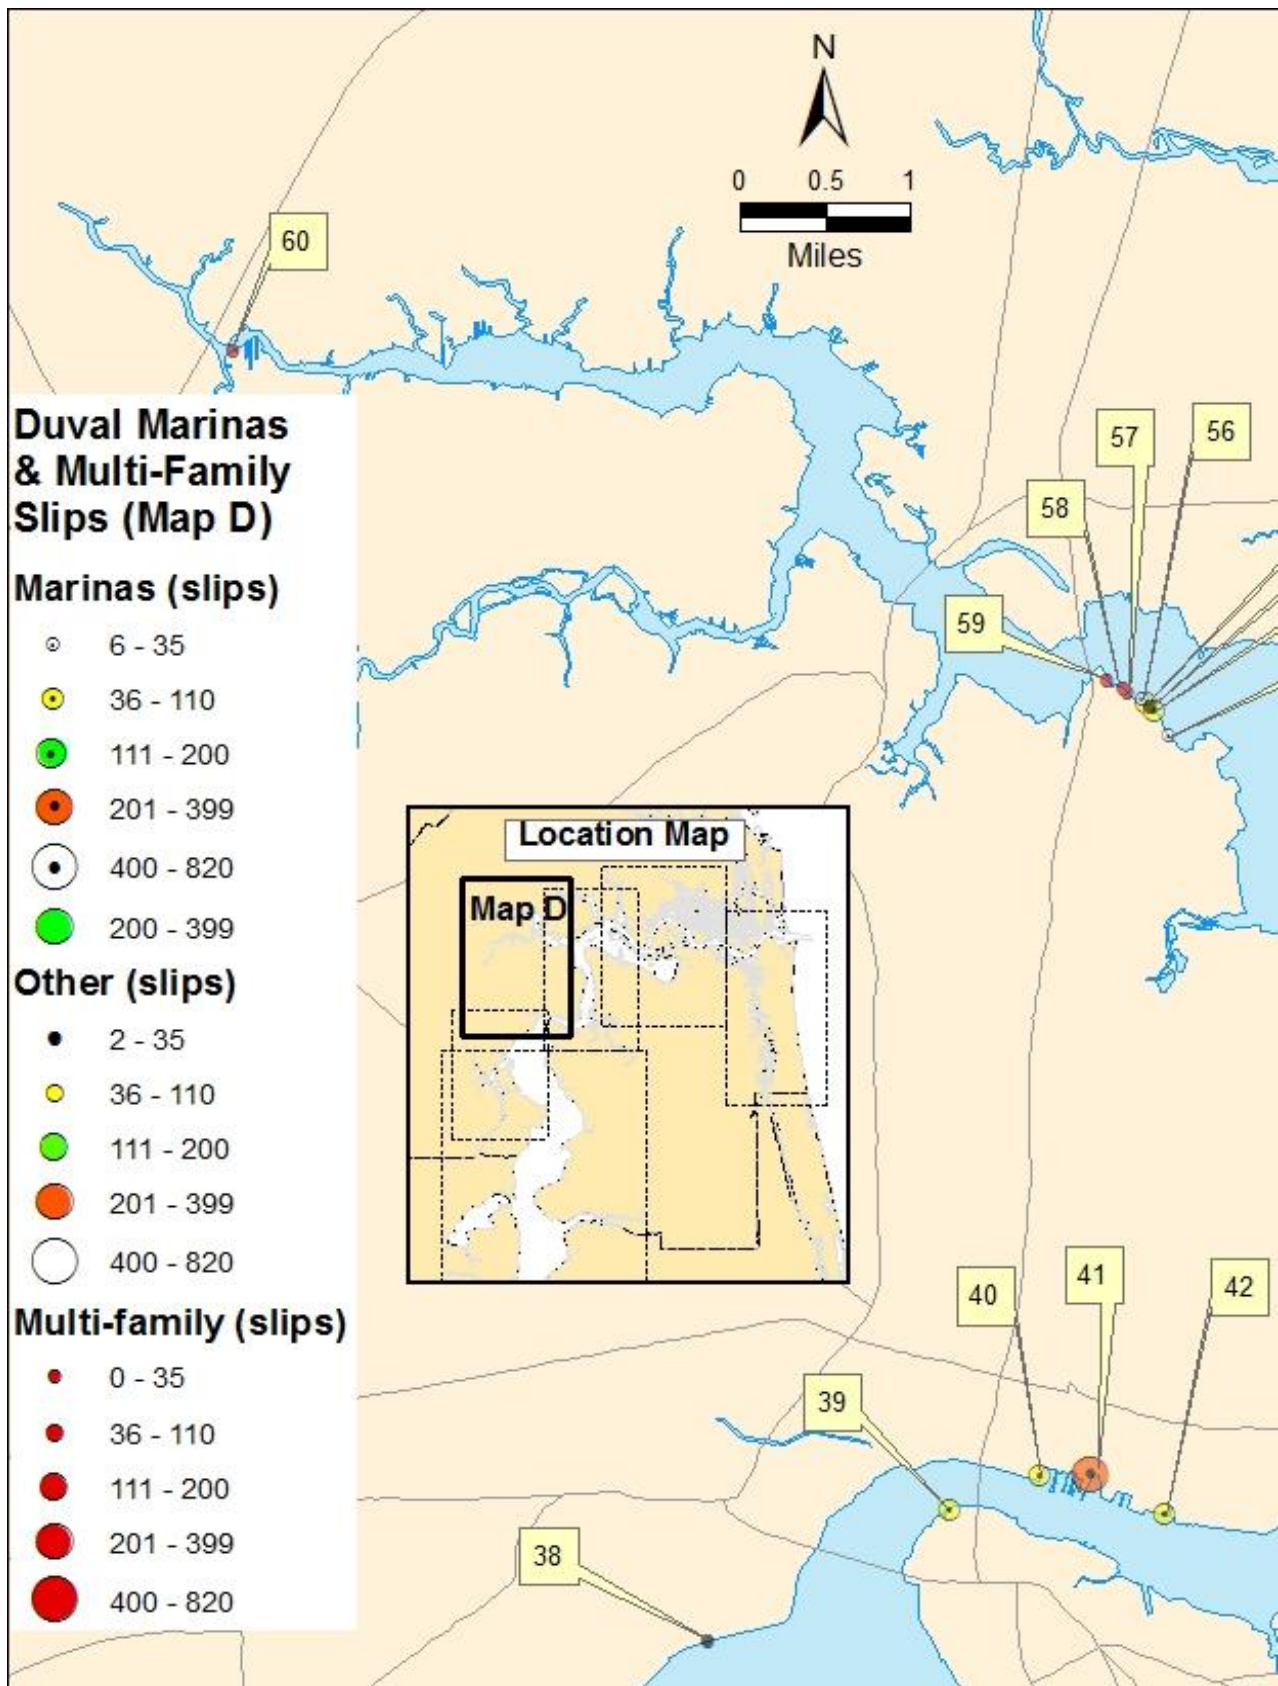 N
0 0.5 1
Miles
60
57
56
58
59
Duval Marinas
& Multi-Family
Slips (Map D)
Marinas (slips)
6 - 35
36 - 110
111 - 200
201 - 399
400 - 820
200 - 399
Other (slips)
2 - 35
36 - 110
111 - 200
201 - 399
400 - 820
Multi-family (slips)
0 - 35
36 - 110
111 - 200
201 - 399
400 - 820
Location Map
Map D
40
41
42
39
38